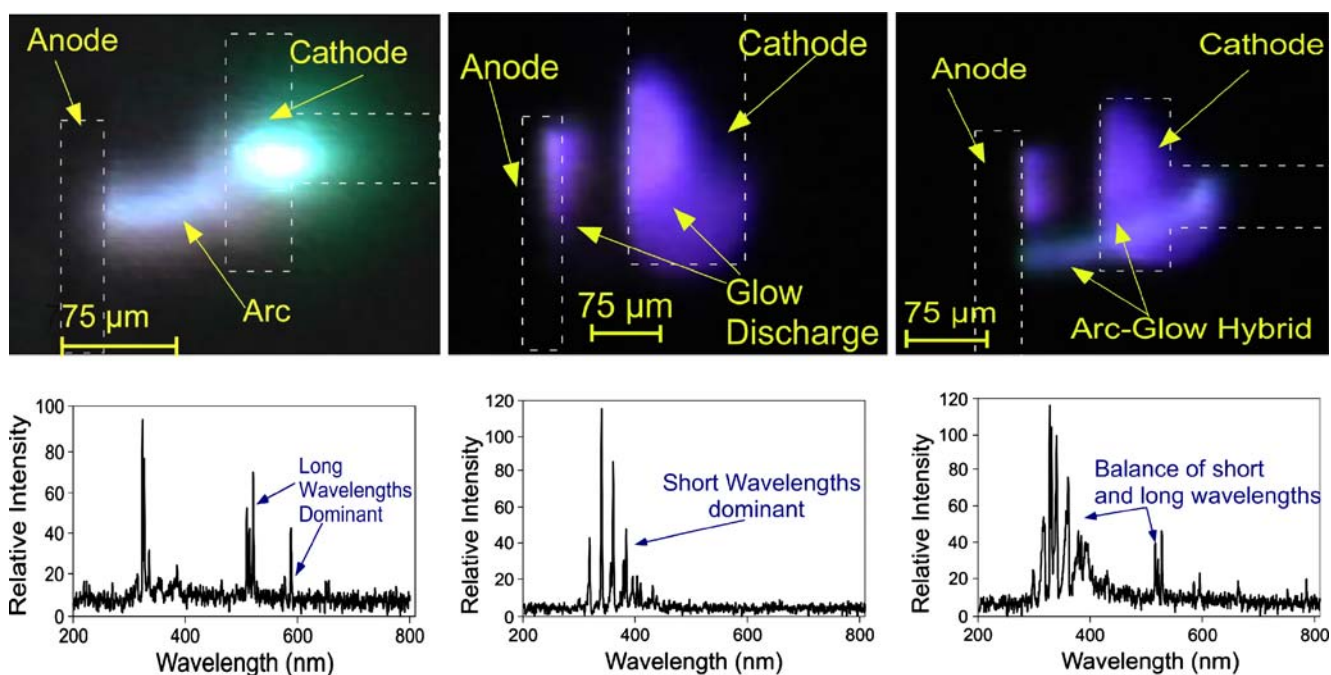 Anode
Cathode
Arc
75 μm
Anode
Cathode
75 μm
Glow
Discharge
Anode
Cathode
75 μm
Arc-Glow Hybrid
100
80
60
40
20
0
Relative Intensity
Long
Wavelengths
Dominant
200
400
600
800
Wavelength (nm)
120
100
80
60
40
20
0
Relative Intensity
Short Wavelengths
dominant
200
400
600
800
Wavelength (nm)
120
100
80
60
40
20
0
Relative Intensity
Balance of short
and long wavelengths
200
400
600
800
Wavelength (nm)